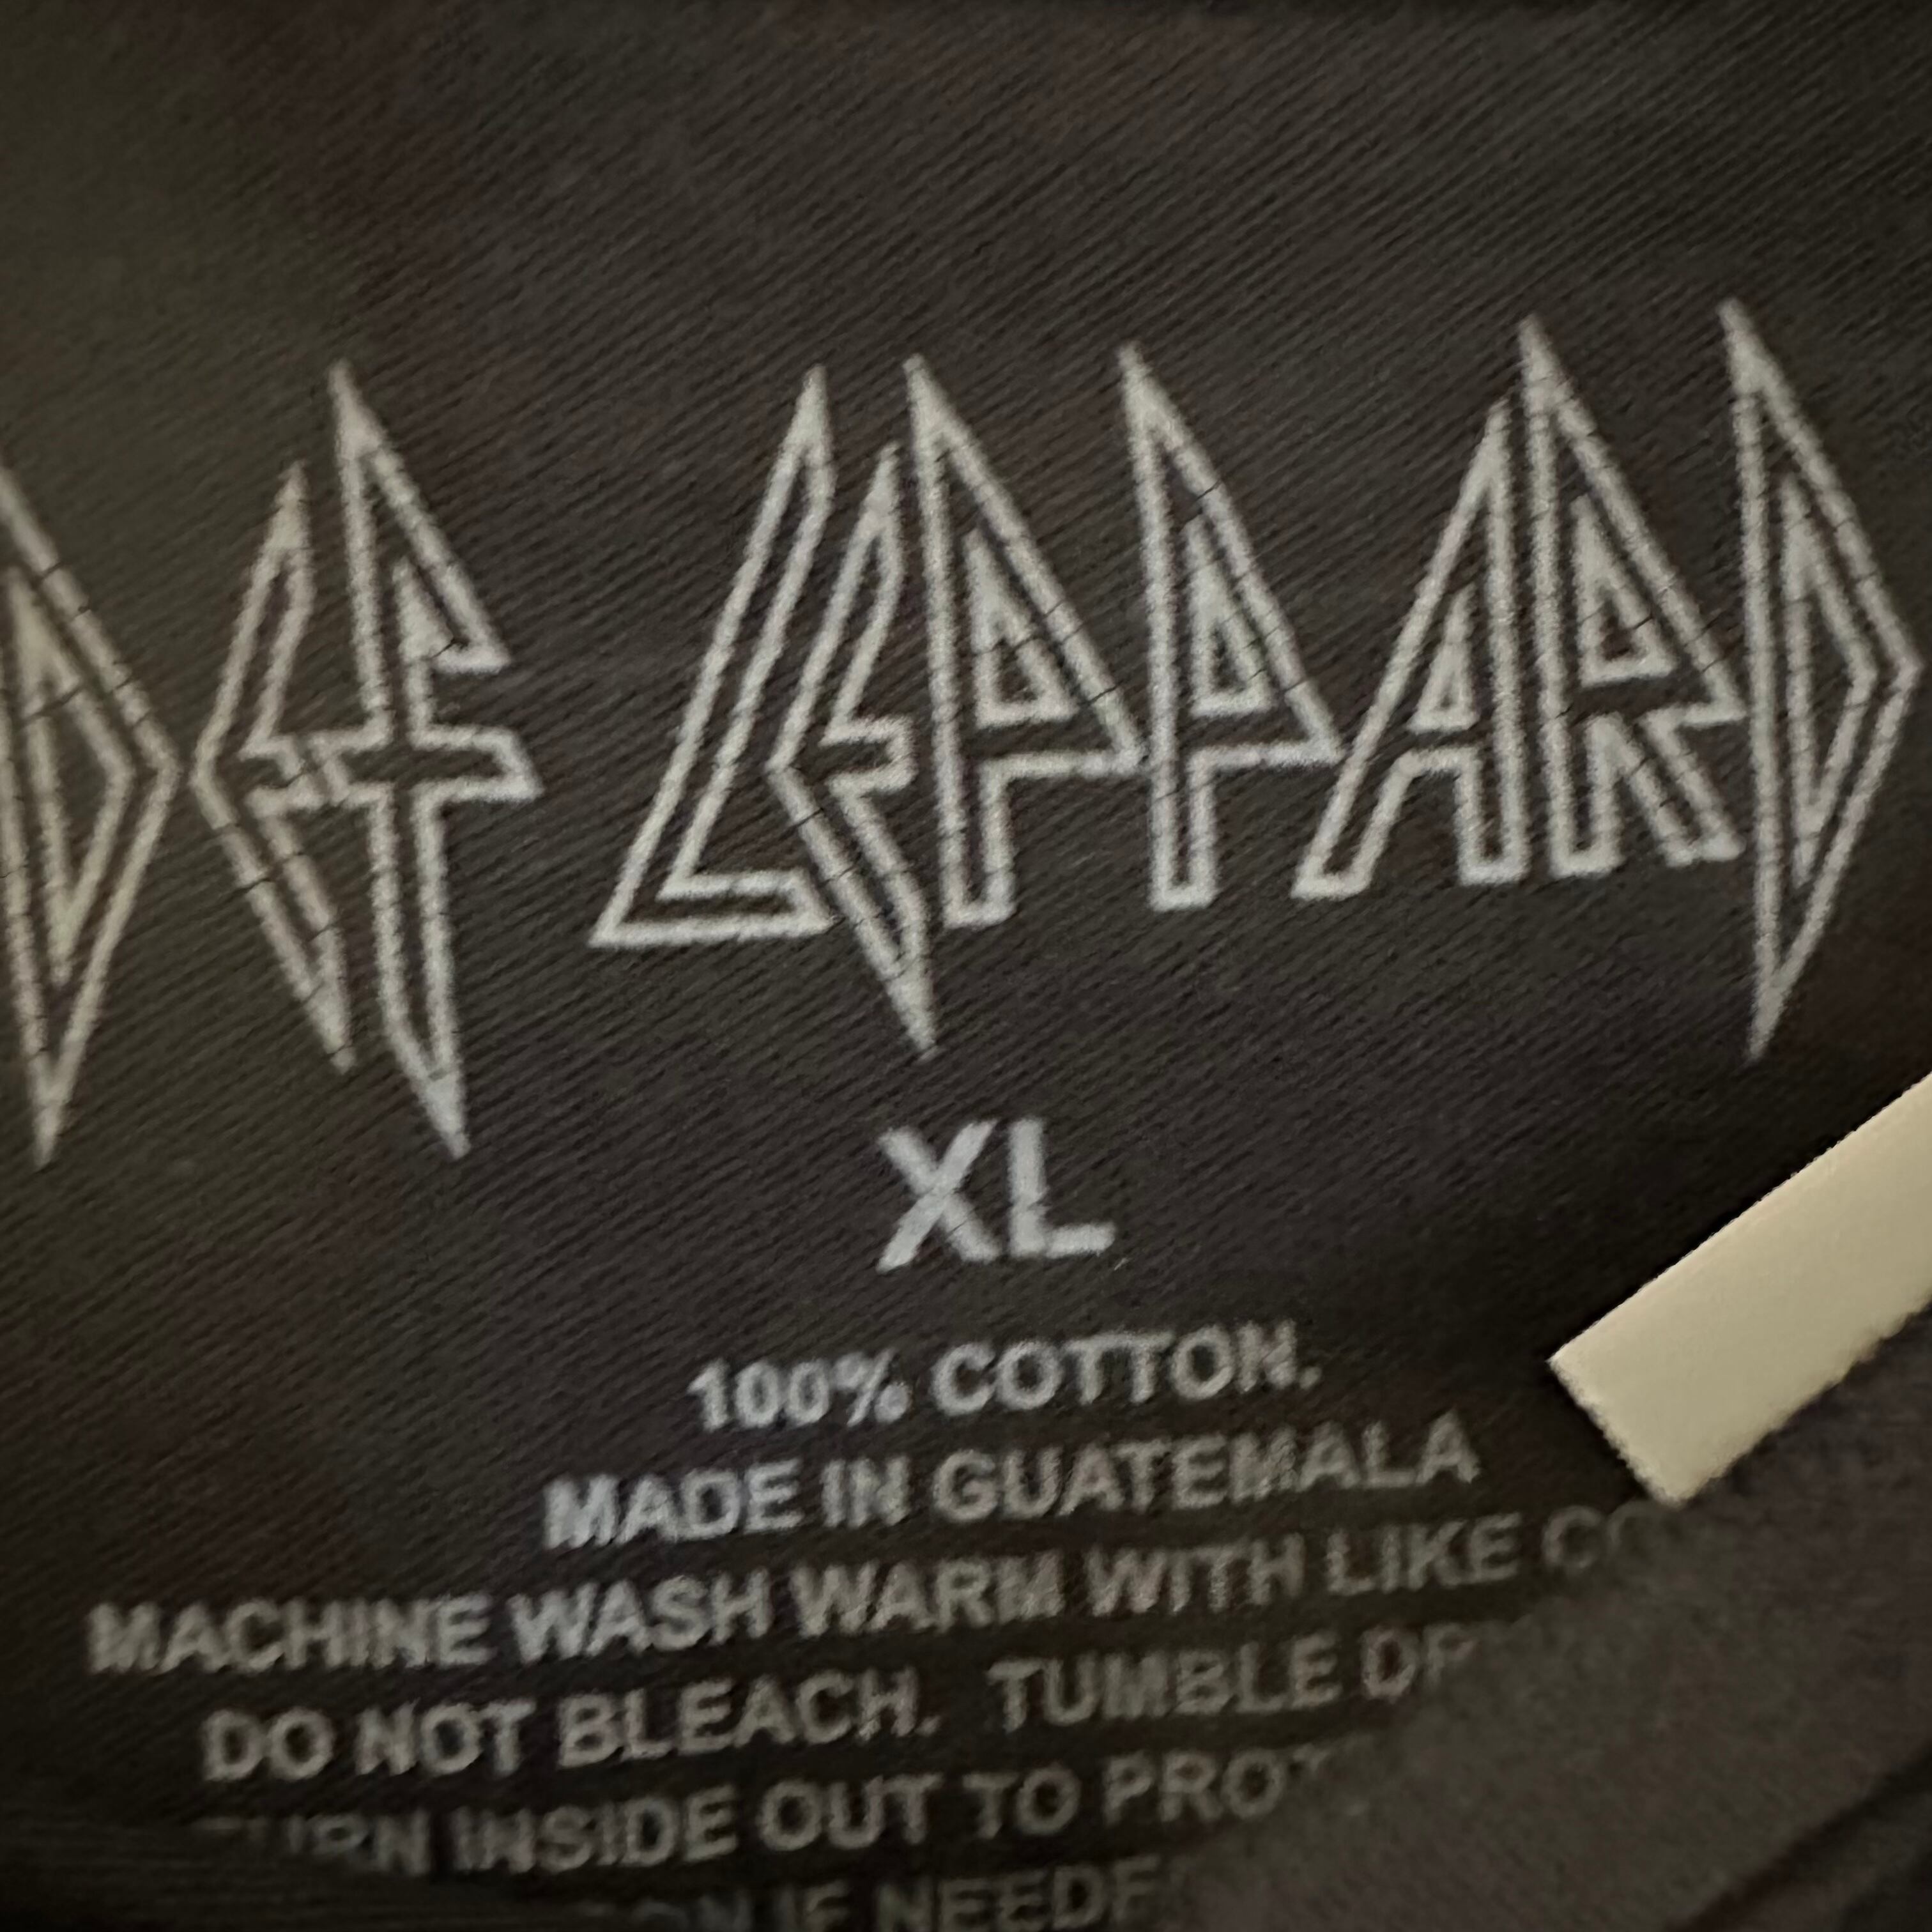 DEF LEPPARD
XL
100% COTTON.
MADE IN GUATEMALA
MACHINE WASH WARM WITH LIKE
DO NOT BLEACH. TUMBLE
INSIDE OUT TO
IF